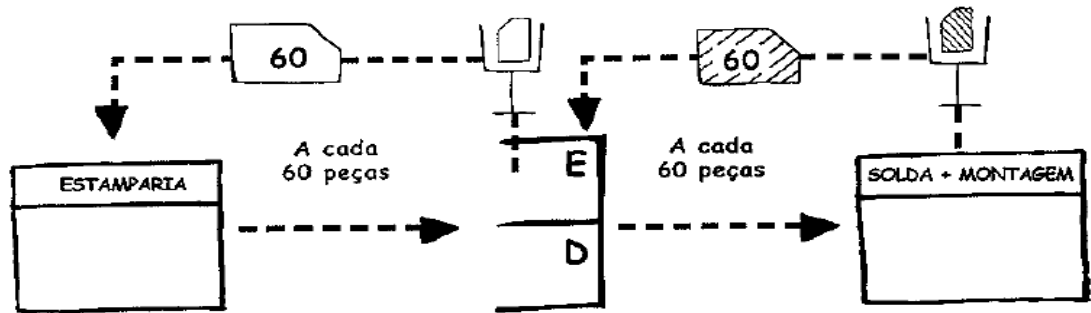 60
60
A cada
60 peças
E
A cada
60 peças
ESTAMPARIA
SOLDA + MONTAGEM
D